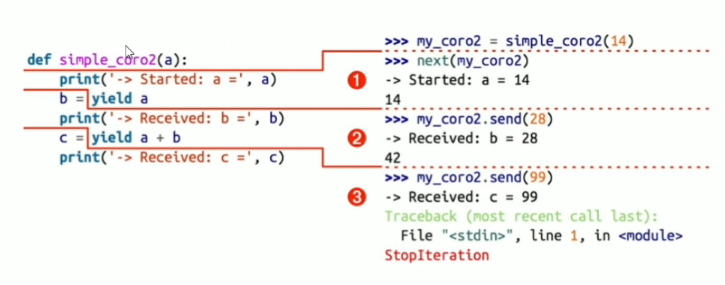 def simple_coro2(a):
print('-> Started: a =', a)
b = yield a
print('-> Received: b =', b)
c = yield a + b
print('-> Received: c =', c)
>>> my_coro2 = simple_coro2(14)
>>> next(my_coro2)
1
-> Started: a = 14
14
>>> my_coro2.send(28)
2
-> Received: b = 28
42
>>> my_coro2.send(99)
3
-> Received: c = 99
Traceback (most recent call last):
File "<stdin>", line 1, in <module>
StopIteration